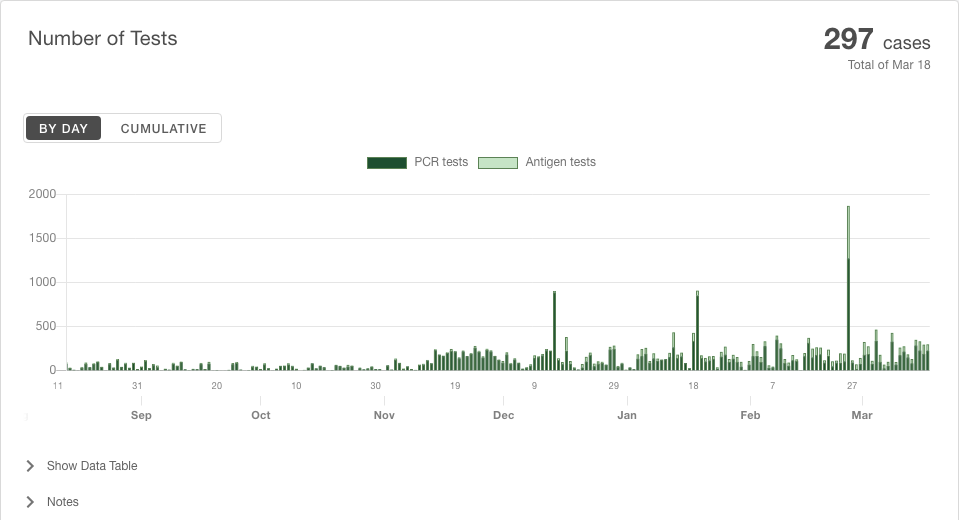 Number of Tests
297 cases
Total of Mar 18
BY DAY CUMULATIVE
PCR tests Antigen tests
2000
1500
1000
500
0
11 31 20 10 30 19 9 29 18 7 27
Sep Oct Nov Dec Jan Feb Mar
Show Data Table
Notes